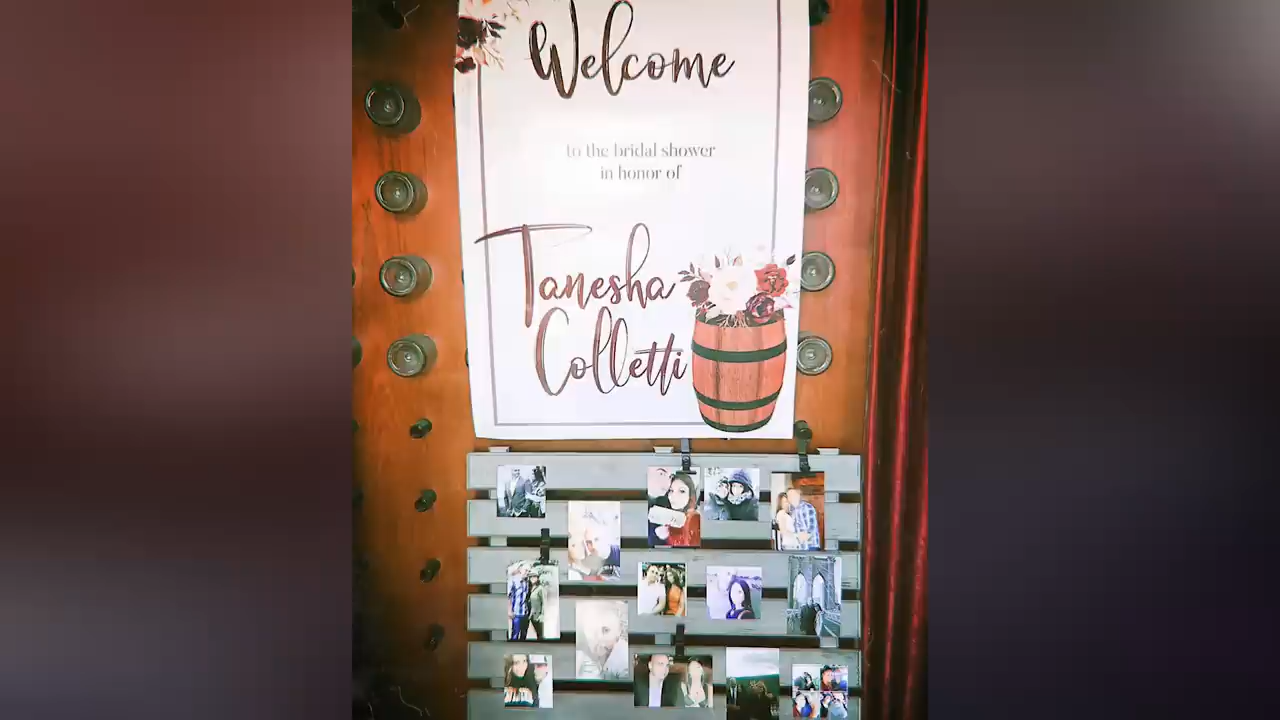 Welcome
to the bridal shower
in honor of
Tanesha
Colletti